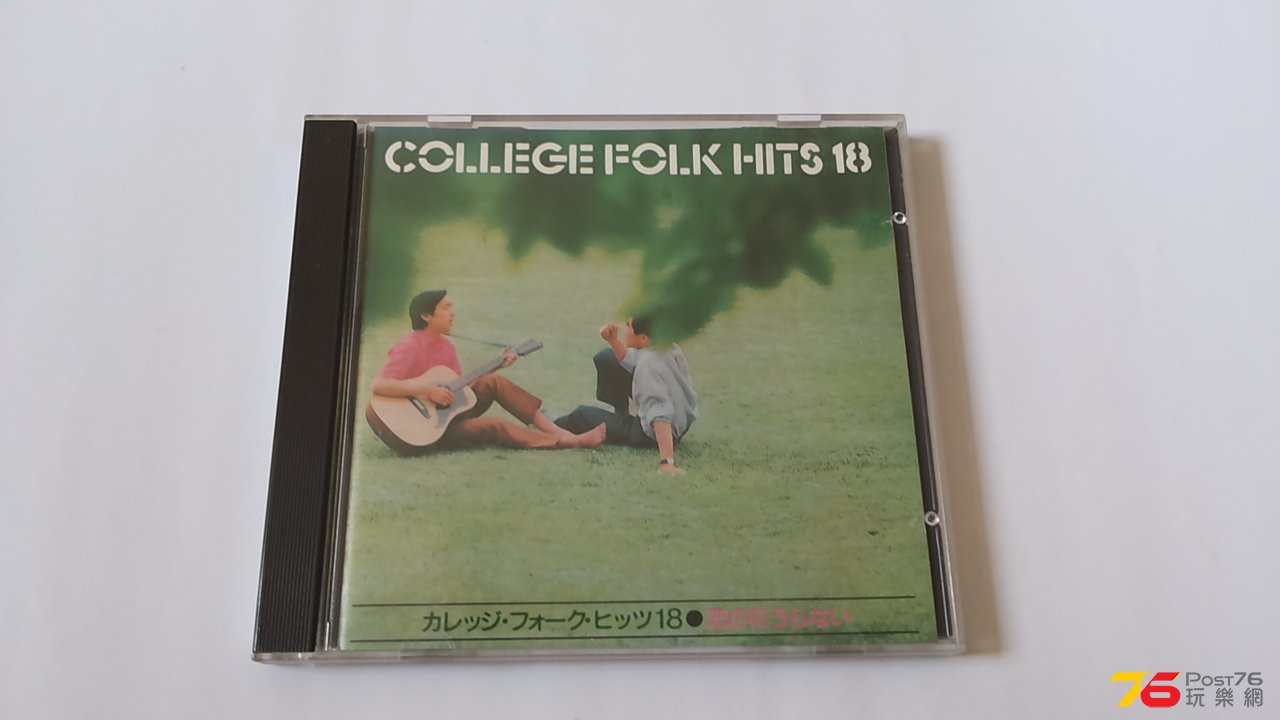 COLLEGE FOLK HITS 18
カレッジ・フォーク・ヒッツ18●恋の花うらない
76 POST76
玩樂網